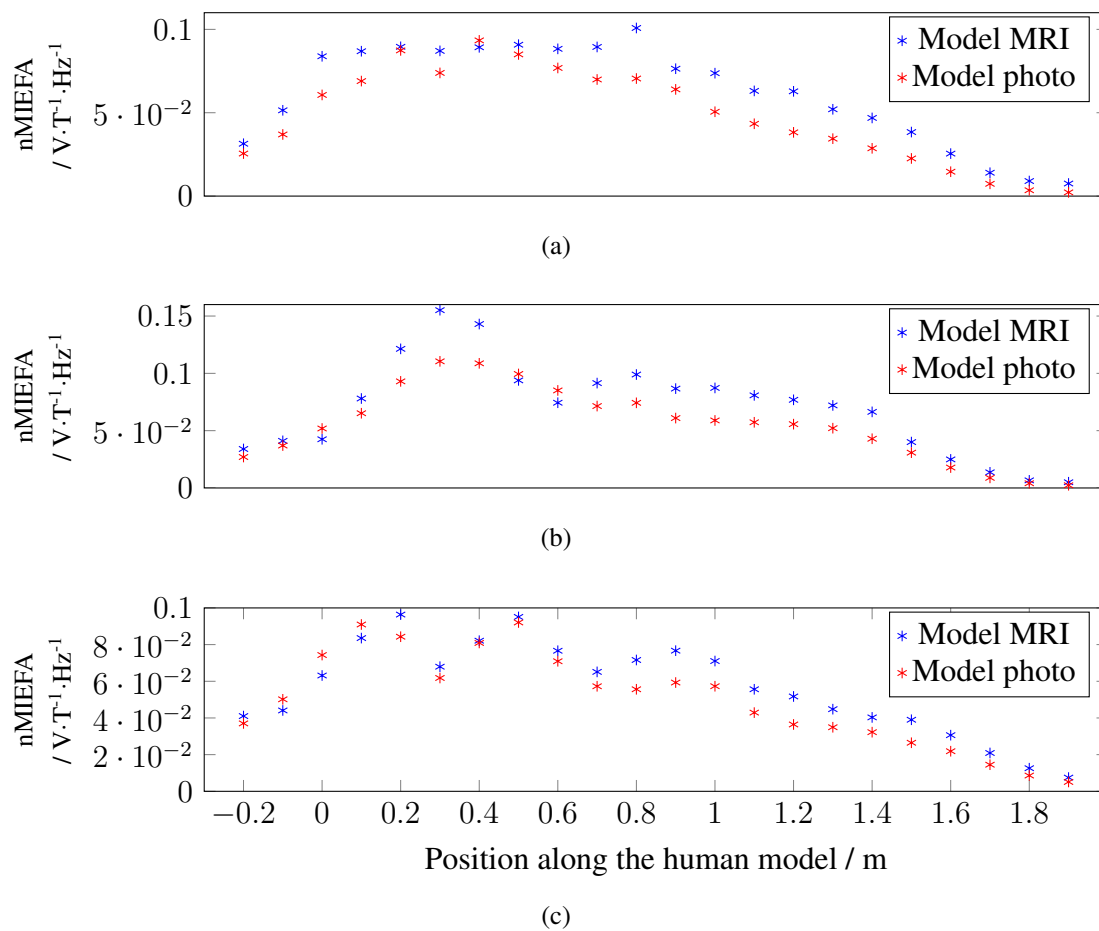 0.1
5 · 10⁻²
0
nMIEFA
/ V·T⁻¹·Hz⁻¹
Model MRI
Model photo
(a)
0.15
0.1
5 · 10⁻²
0
nMIEFA
/ V·T⁻¹·Hz⁻¹
Model MRI
Model photo
(b)
0.1
8 · 10⁻²
6 · 10⁻²
4 · 10⁻²
2 · 10⁻²
0
nMIEFA
/ V·T⁻¹·Hz⁻¹
Model MRI
Model photo
−0.2 0 0.2 0.4 0.6 0.8 1 1.2 1.4 1.6 1.8
Position along the human model / m
(c)